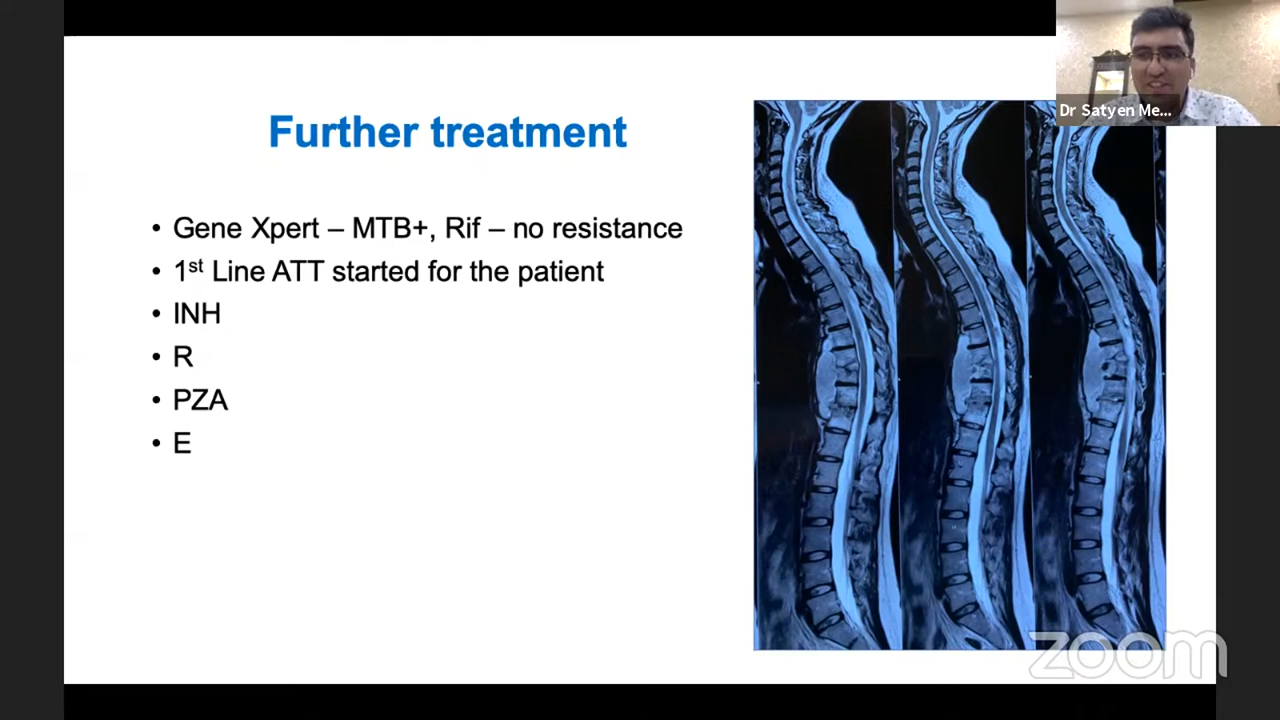 Further treatment
• Gene Xpert – MTB+, Rif – no resistance
• 1st Line ATT started for the patient
• INH
• R
• PZA
• E
Dr Satyen Me...
zoom